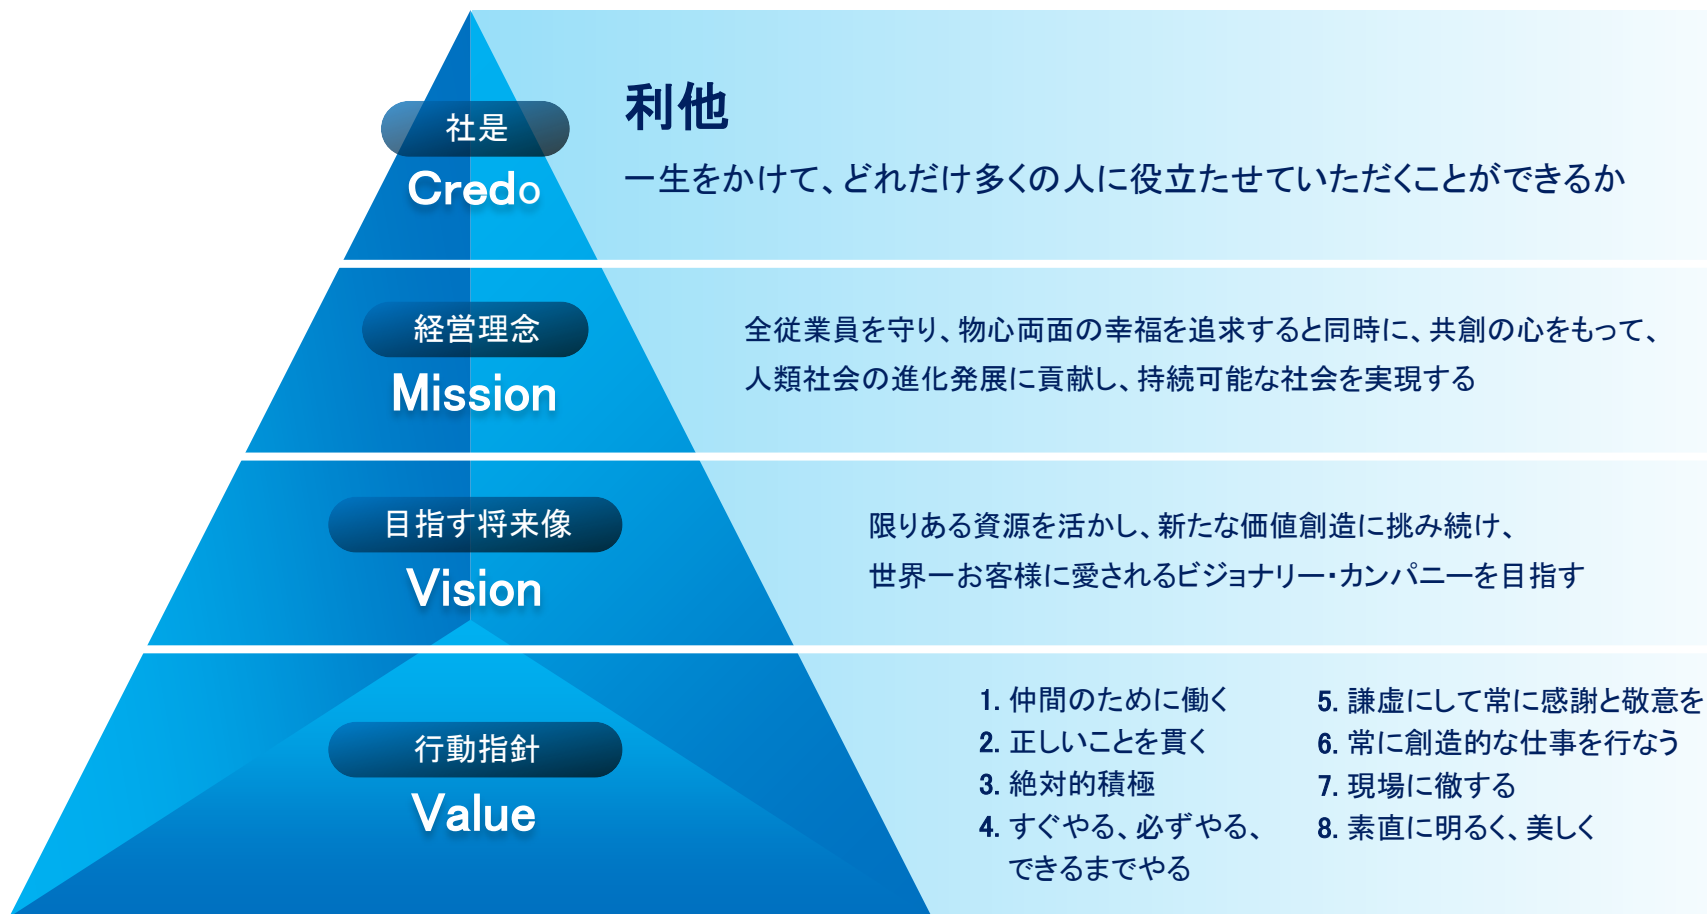 社是
Credo
利他
一生をかけて、どれだけ多くの人に役立たせていただくことができるか
経営理念
Mission
全従業員を守り、物心両面の幸福を追求すると同時に、共創の心をもって、
人類社会の進化発展に貢献し、持続可能な社会を実現する
目指す将来像
Vision
限りある資源を活かし、新たな価値創造に挑み続け、
世界一お客様に愛されるビジョナリー・カンパニーを目指す
行動指針
Value
1. 仲間のために働く
2. 正しいことを貫く
3. 絶対的積極
4. すぐやる、必ずやる、
できるまでやる
5. 謙虚にして常に感謝と敬意を
6. 常に創造的な仕事を行なう
7. 現場に徹する
8. 素直に明るく、美しく